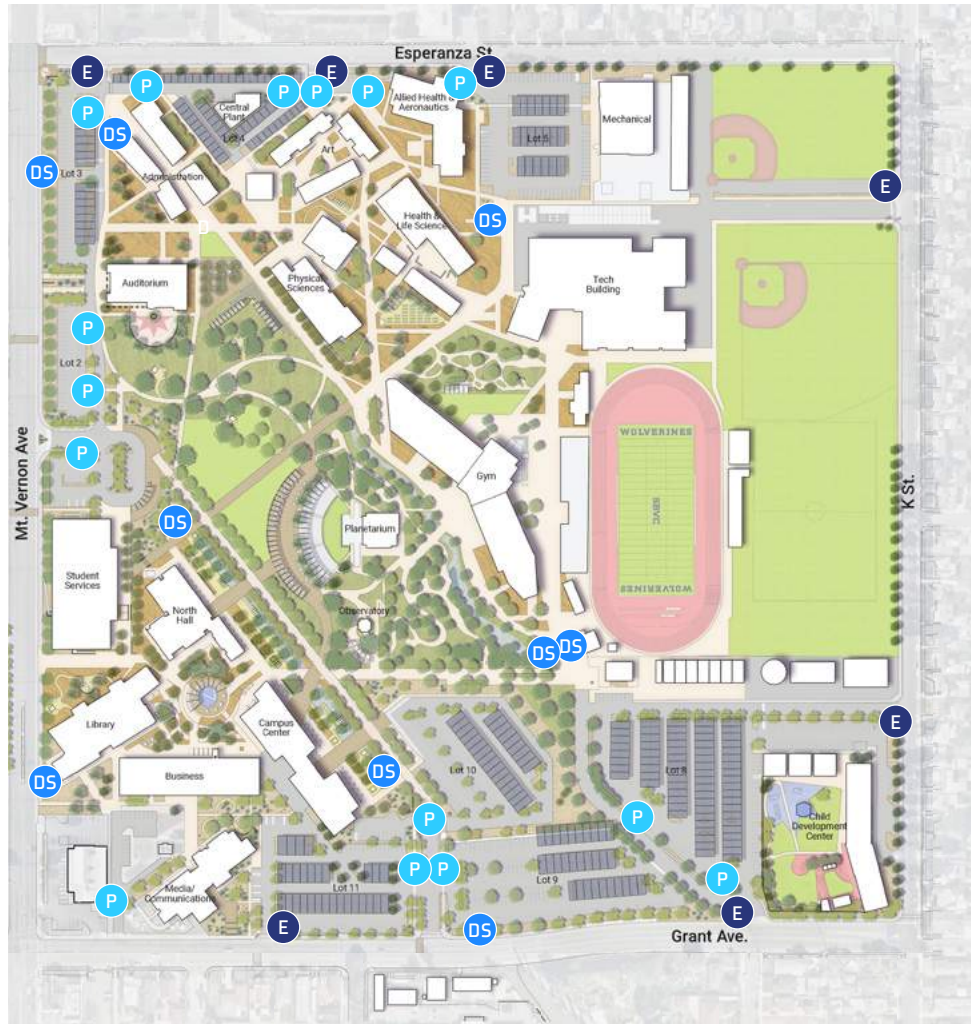 Esperanza St.
E
E
E
P
P
P
P
P
P
Central
Plant
Lot 4
Allied Health &
Aeronautics
Lot 5
Mechanical
DS
DS
Lot 3
Administration
Art
E
Health &
Life Science
DS
Auditorium
Physical
Sciences
Tech
Building
P
Lot 2
P
P
Mt. Vernon Ave
WOLVERINES
SBVC
WOLVERINES
K St.
Gym
DS
Planetarium
Student
Services
North
Hall
Observatory
DS
DS
Library
Campus
Center
E
DS
Business
DS
Lot 10
Lot 8
P
P
Child
Development
Center
P
P
Lot 11
Lot 9
P
Media/
Communications
P
E
E
DS
Grant Ave.